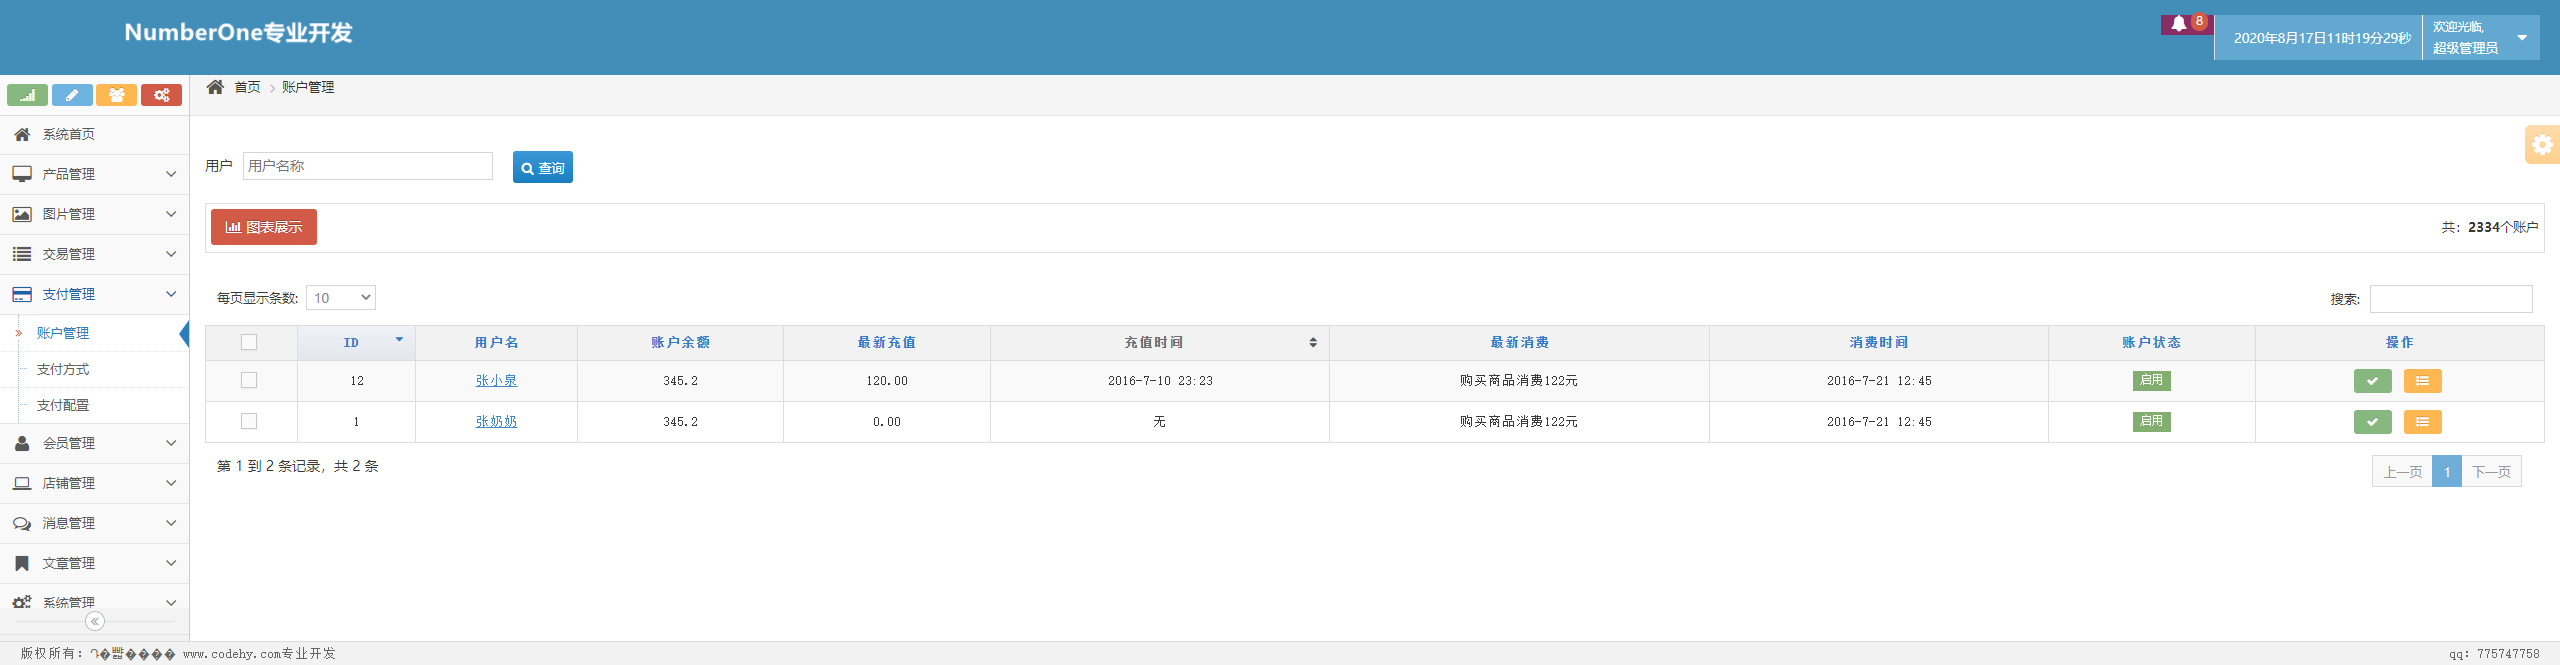 NumberOne专业开发
8
2020年8月17日11时19分29秒
欢迎光临,
超级管理员
首页 账户管理
系统首页
产品管理
图片管理
交易管理
支付管理
账户管理
支付方式
支付配置
会员管理
店铺管理
消息管理
文章管理
系统管理
用户 用户名称 查询
图表展示 共：2334个账户
每页显示条数: 10 搜索:
ID 用户名 账户余额 最新充值 充值时间 最新消费 消费时间 账户状态 操作
12 张小泉 345.2 120.00 2016-7-10 23:23 购买商品消费122元 2016-7-21 12:45 启用
1 张奶奶 345.2 0.00 无 购买商品消费122元 2016-7-21 12:45 启用
第 1 到 2 条记录，共 2 条 上一页 1 下一页
版权所有： www.codehy.com专业开发 qq: 775747758